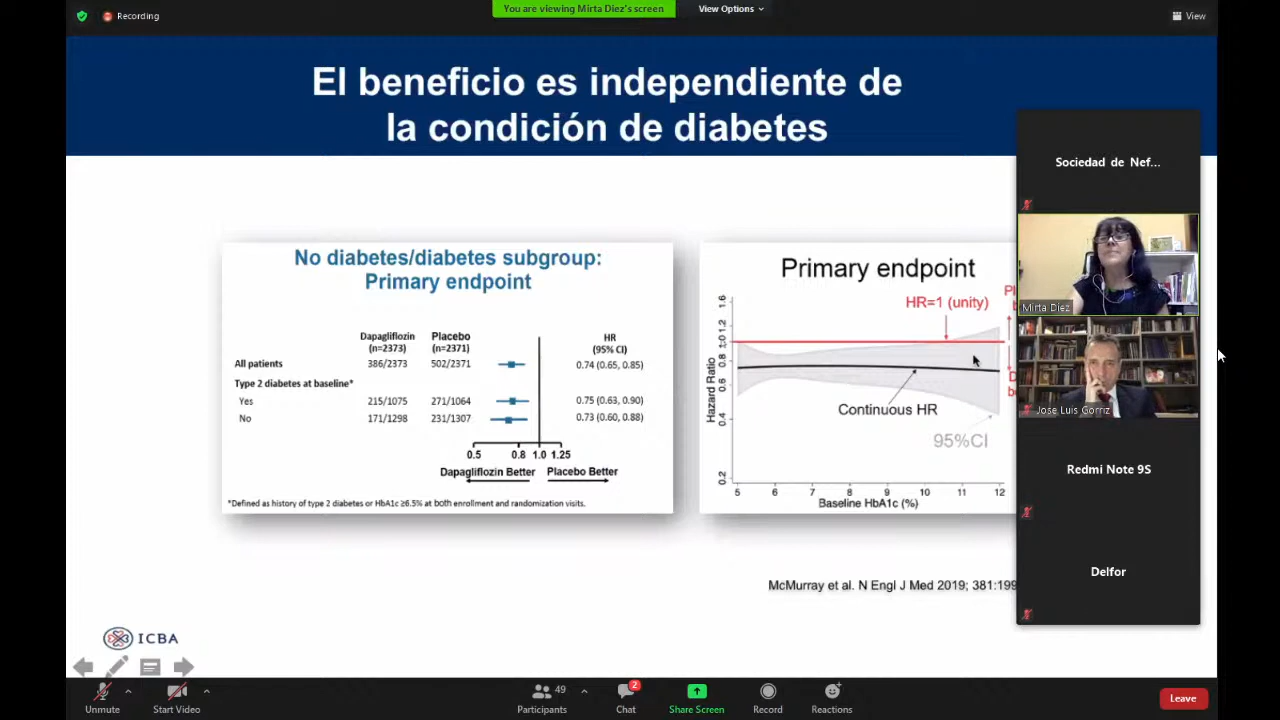 Recording
You are viewing Mirta Diez's screen
View Options
View
El beneficio es independiente de
la condición de diabetes
Sociedad de Nef...
Mirta Diez
Jose Luis Gorriz
Redmi Note 9S
Delfor
No diabetes/diabetes subgroup:
Primary endpoint
Dapagliflozin Placebo HR
(n=2373) (n=2371) (95% CI)
All patients 386/2373 502/2371 0.74 (0.65, 0.85)
Type 2 diabetes at baseline*
Yes 215/1075 271/1064 0.75 (0.63, 0.90)
No 171/1298 231/1307 0.73 (0.60, 0.88)
0.5 0.8 1.0 1.25
Dapagliflozin Better Placebo Better
*Defined as history of type 2 diabetes or HbA1c ≥6.5% at both enrollment and randomization visits.
Primary endpoint
HR=1 (unity)
Hazard Ratio
1.6
1.2
1.0
0.8
0.6
0.4
0.2
Continuous HR
95%CI
5 6 7 8 9 10 11 12
Baseline HbA1c (%)
McMurray et al. N Engl J Med 2019; 381:199
ICBA
Unmute
Start Video
49
Participants
2
Chat
Share Screen
Record
Reactions
Leave